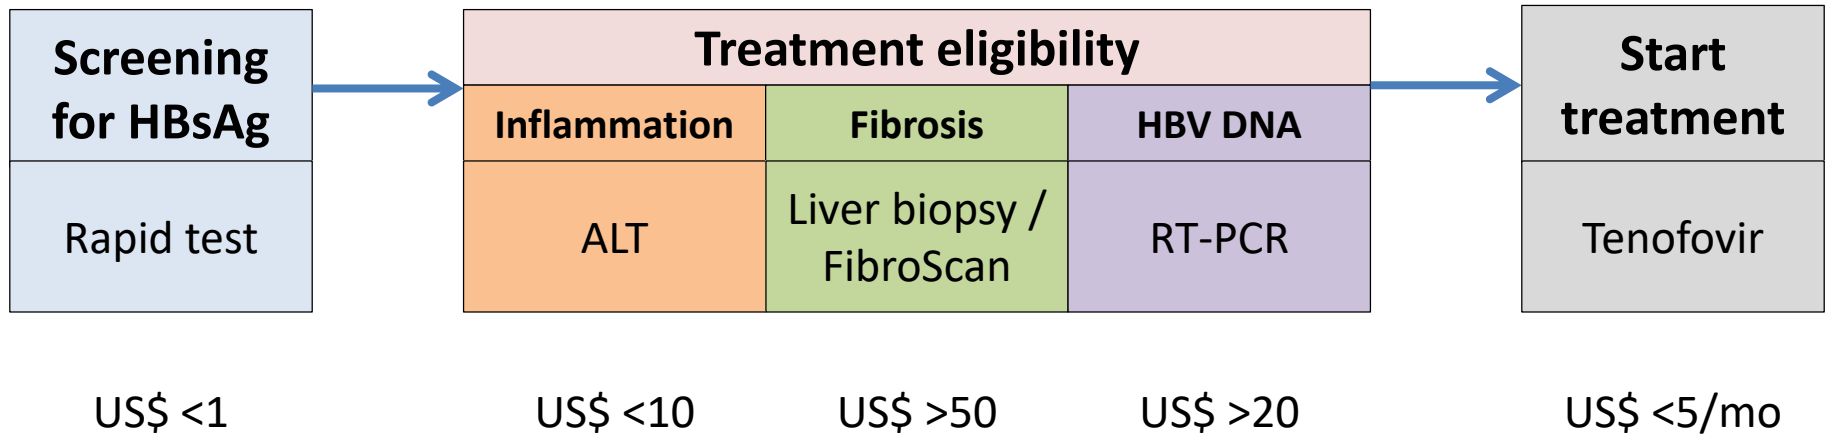 Screening
for HBsAg
Rapid test
US$ <1
Treatment eligibility
Inflammation
ALT
US$ <10
Fibrosis
Liver biopsy /
FibroScan
US$ >50
HBV DNA
RT-PCR
US$ >20
Start
treatment
Tenofovir
US$ <5/mo